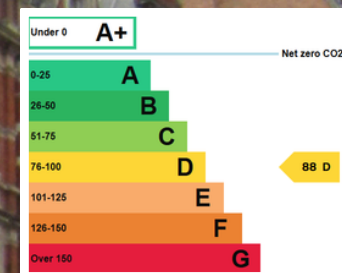 Under 0 A+
Net zero CO2
0-25 A
26-50 B
51-75 C
76-100 D
88 D
101-125 E
126-150 F
Over 150 G